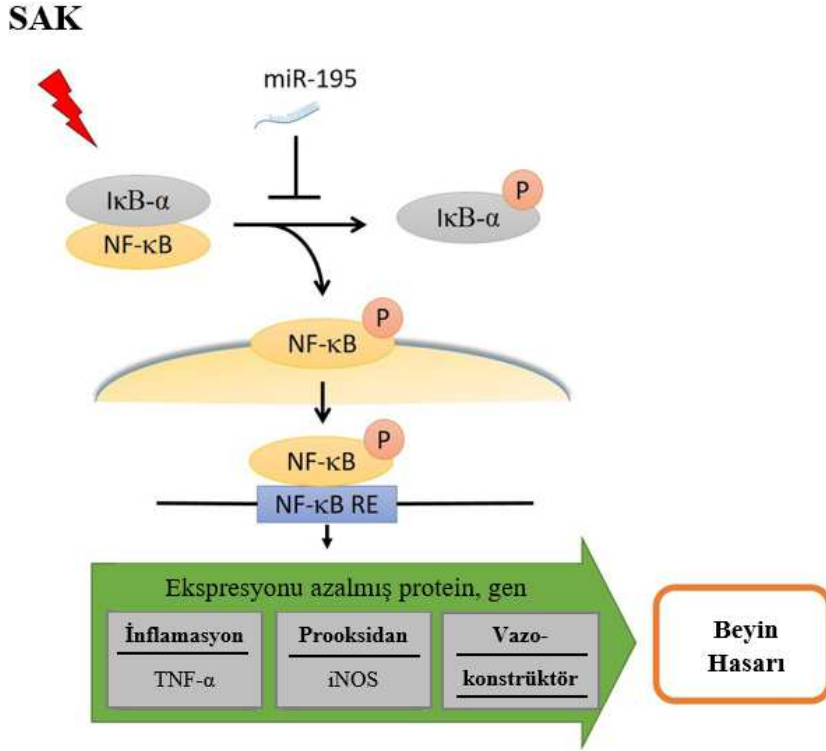 SAK
miR-195
IκB-α
NF-κB
P
IκB-α
P
NF-κB
P
NF-κB
NF-κB RE
Ekspresyonu azalmış protein, gen
İnflamasyon
TNF-α
Prooksidan
iNOS
Vazo-
konstrüktör
Beyin
Hasarı